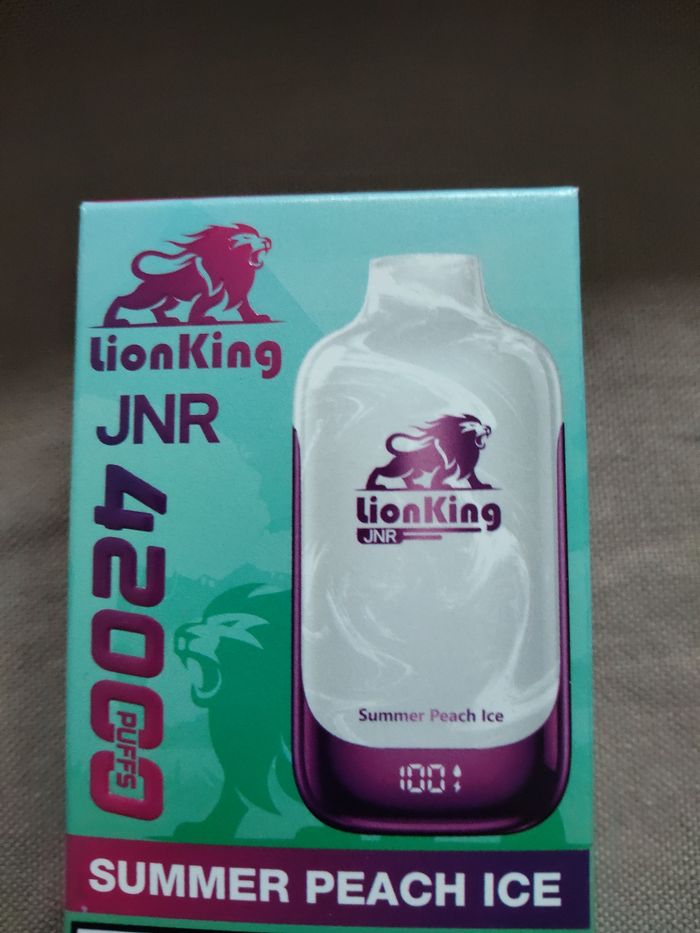 LionKing
JNR
42000
PUFFS
LionKing
JNR
Summer Peach Ice
100
SUMMER PEACH ICE